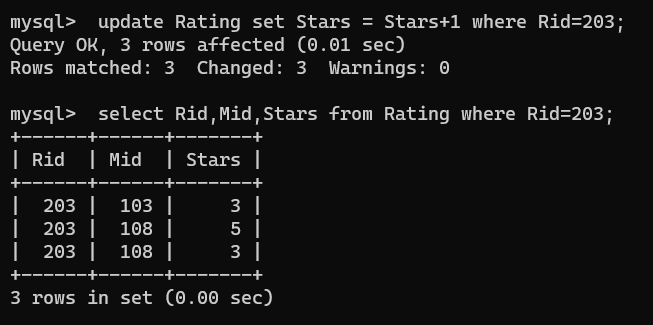 mysql>  update Rating set Stars = Stars+1 where Rid=203;
Query OK, 3 rows affected (0.01 sec)
Rows matched: 3  Changed: 3  Warnings: 0

mysql>  select Rid,Mid,Stars from Rating where Rid=203;
+------+------+-------+
| Rid  | Mid  | Stars |
+------+------+-------+
|  203 |  103 |     3 |
|  203 |  108 |     5 |
|  203 |  108 |     3 |
+------+------+-------+
3 rows in set (0.00 sec)